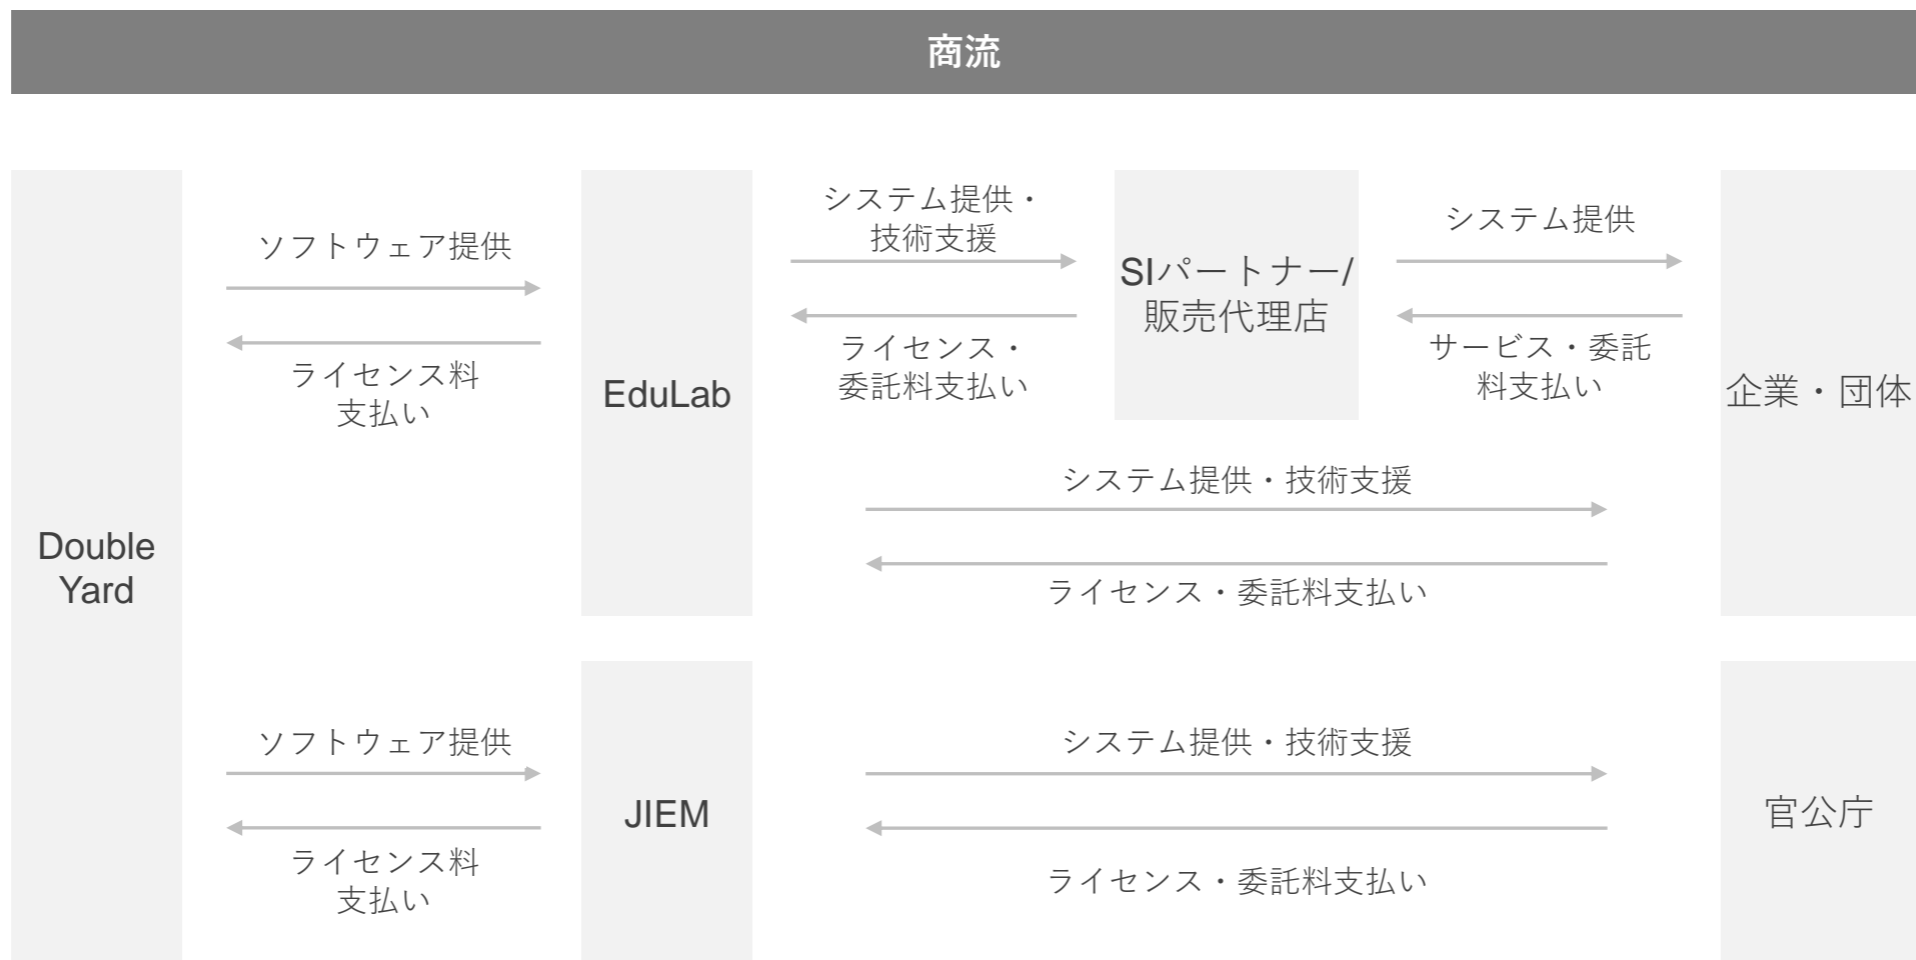 商流
Double
Yard
ソフトウェア提供
ライセンス料
支払い
EduLab
システム提供・
技術支援
ライセンス・
委託料支払い
SIパートナー/
販売代理店
システム提供
サービス・委託
料支払い
企業・団体
システム提供・技術支援
ライセンス・委託料支払い
ソフトウェア提供
ライセンス料
支払い
JIEM
システム提供・技術支援
ライセンス・委託料支払い
官公庁